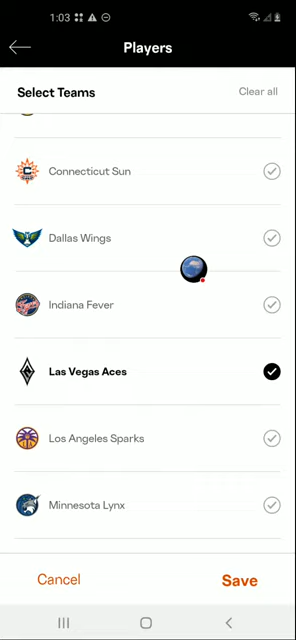 1:03
Players
Select Teams
Clear all
Connecticut Sun
Dallas Wings
Indiana Fever
Las Vegas Aces
Los Angeles Sparks
Minnesota Lynx
Cancel
Save